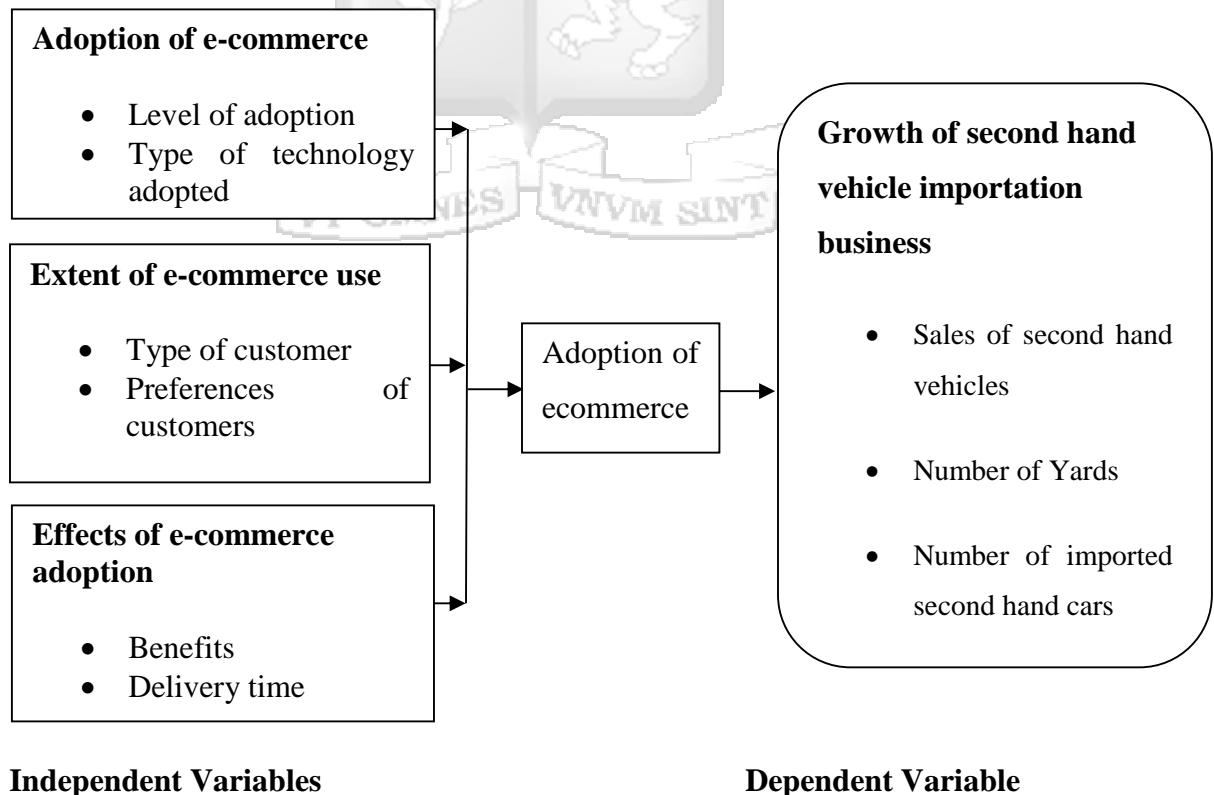 Adoption of e-commerce
• Level of adoption
• Type of technology
adopted
VNVM SINT
Extent of e-commerce use
• Type of customer
• Preferences of
customers
Effects of e-commerce
adoption
• Benefits
• Delivery time
Adoption of
ecommerce
Growth of second hand
vehicle importation
business
• Sales of second hand
vehicles
• Number of Yards
• Number of imported
second hand cars
Independent Variables
Dependent Variable